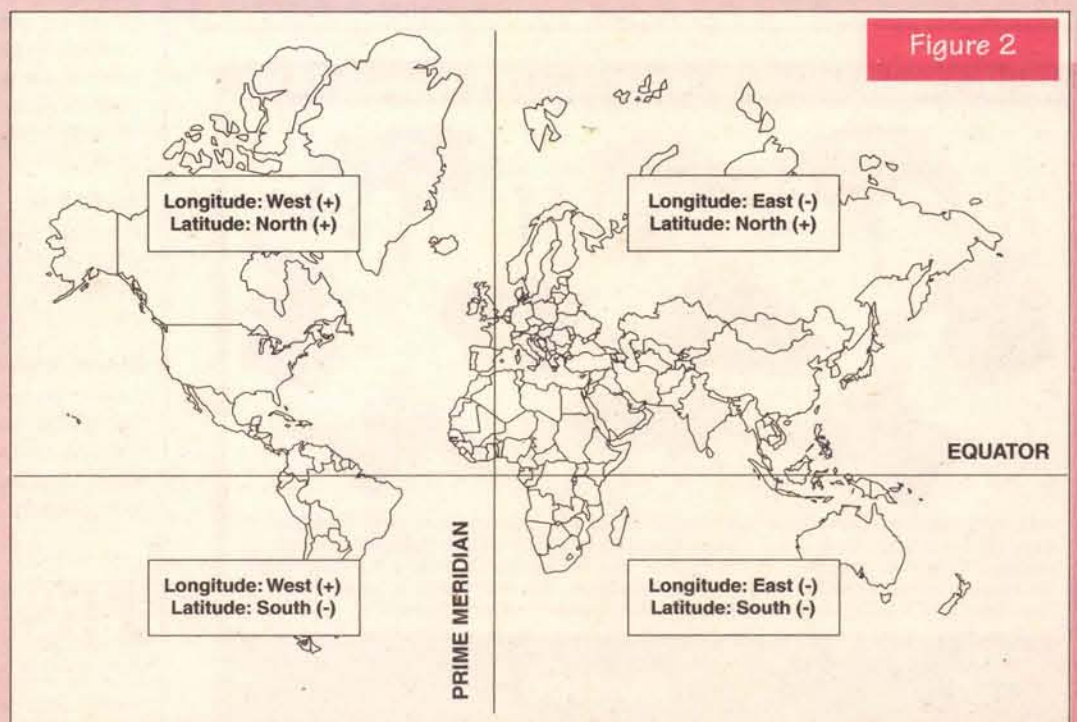 Figure 2
Longitude: West (+)
Latitude: North (+)
Longitude: East (-)
Latitude: North (+)
EQUATOR
PRIME MERIDIAN
Longitude: West (+)
Latitude: South (-)
Longitude: East (-)
Latitude: South (-)